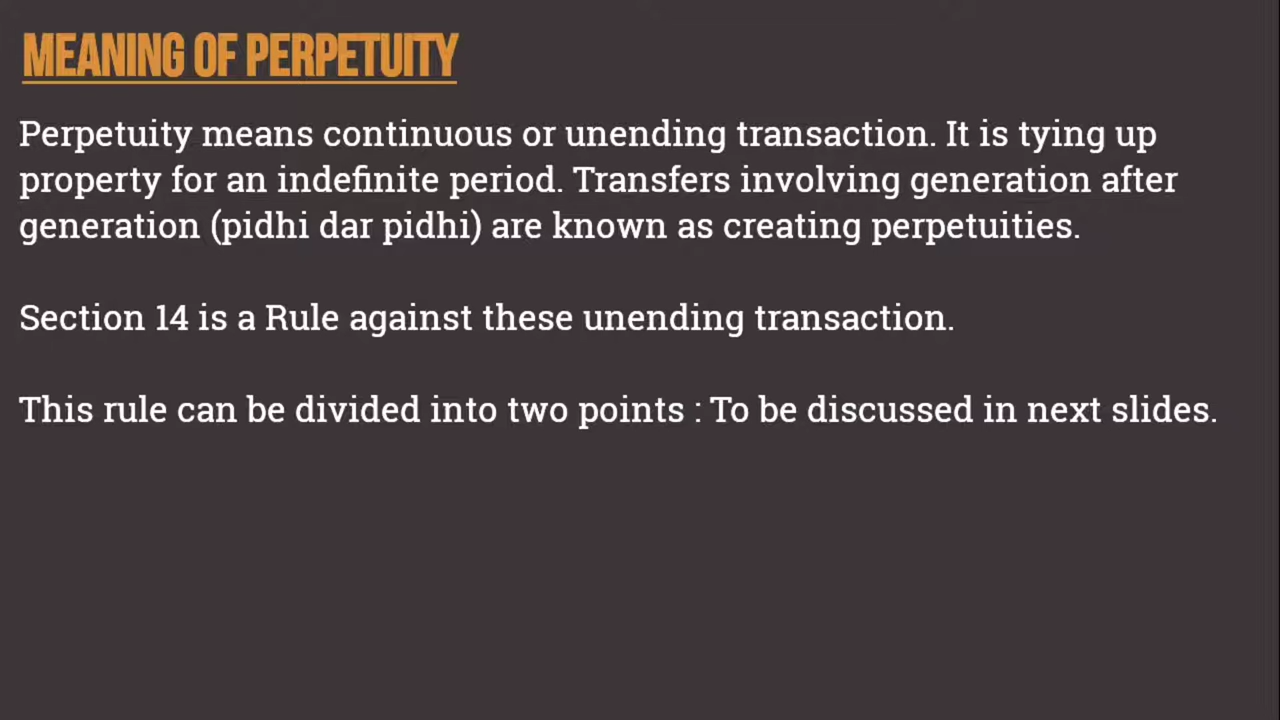 MEANING OF PERPETUITY
Perpetuity means continuous or unending transaction. It is tying up
property for an indefinite period. Transfers involving generation after
generation (pidhi dar pidhi) are known as creating perpetuities.
Section 14 is a Rule against these unending transaction.
This rule can be divided into two points : To be discussed in next slides.